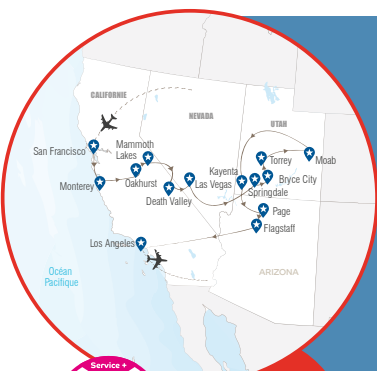 CALIFORNIE
NEVADA
UTAH
San Francisco
Mammoth
Lakes
Monterey
Oakhurst
Death Valley
Las Vegas
Kayenta
Torrey
Moab
Bryce City
Springdale
Page
Flagstaff
Los Angeles
Océan
Pacifique
ARIZONA
Service +